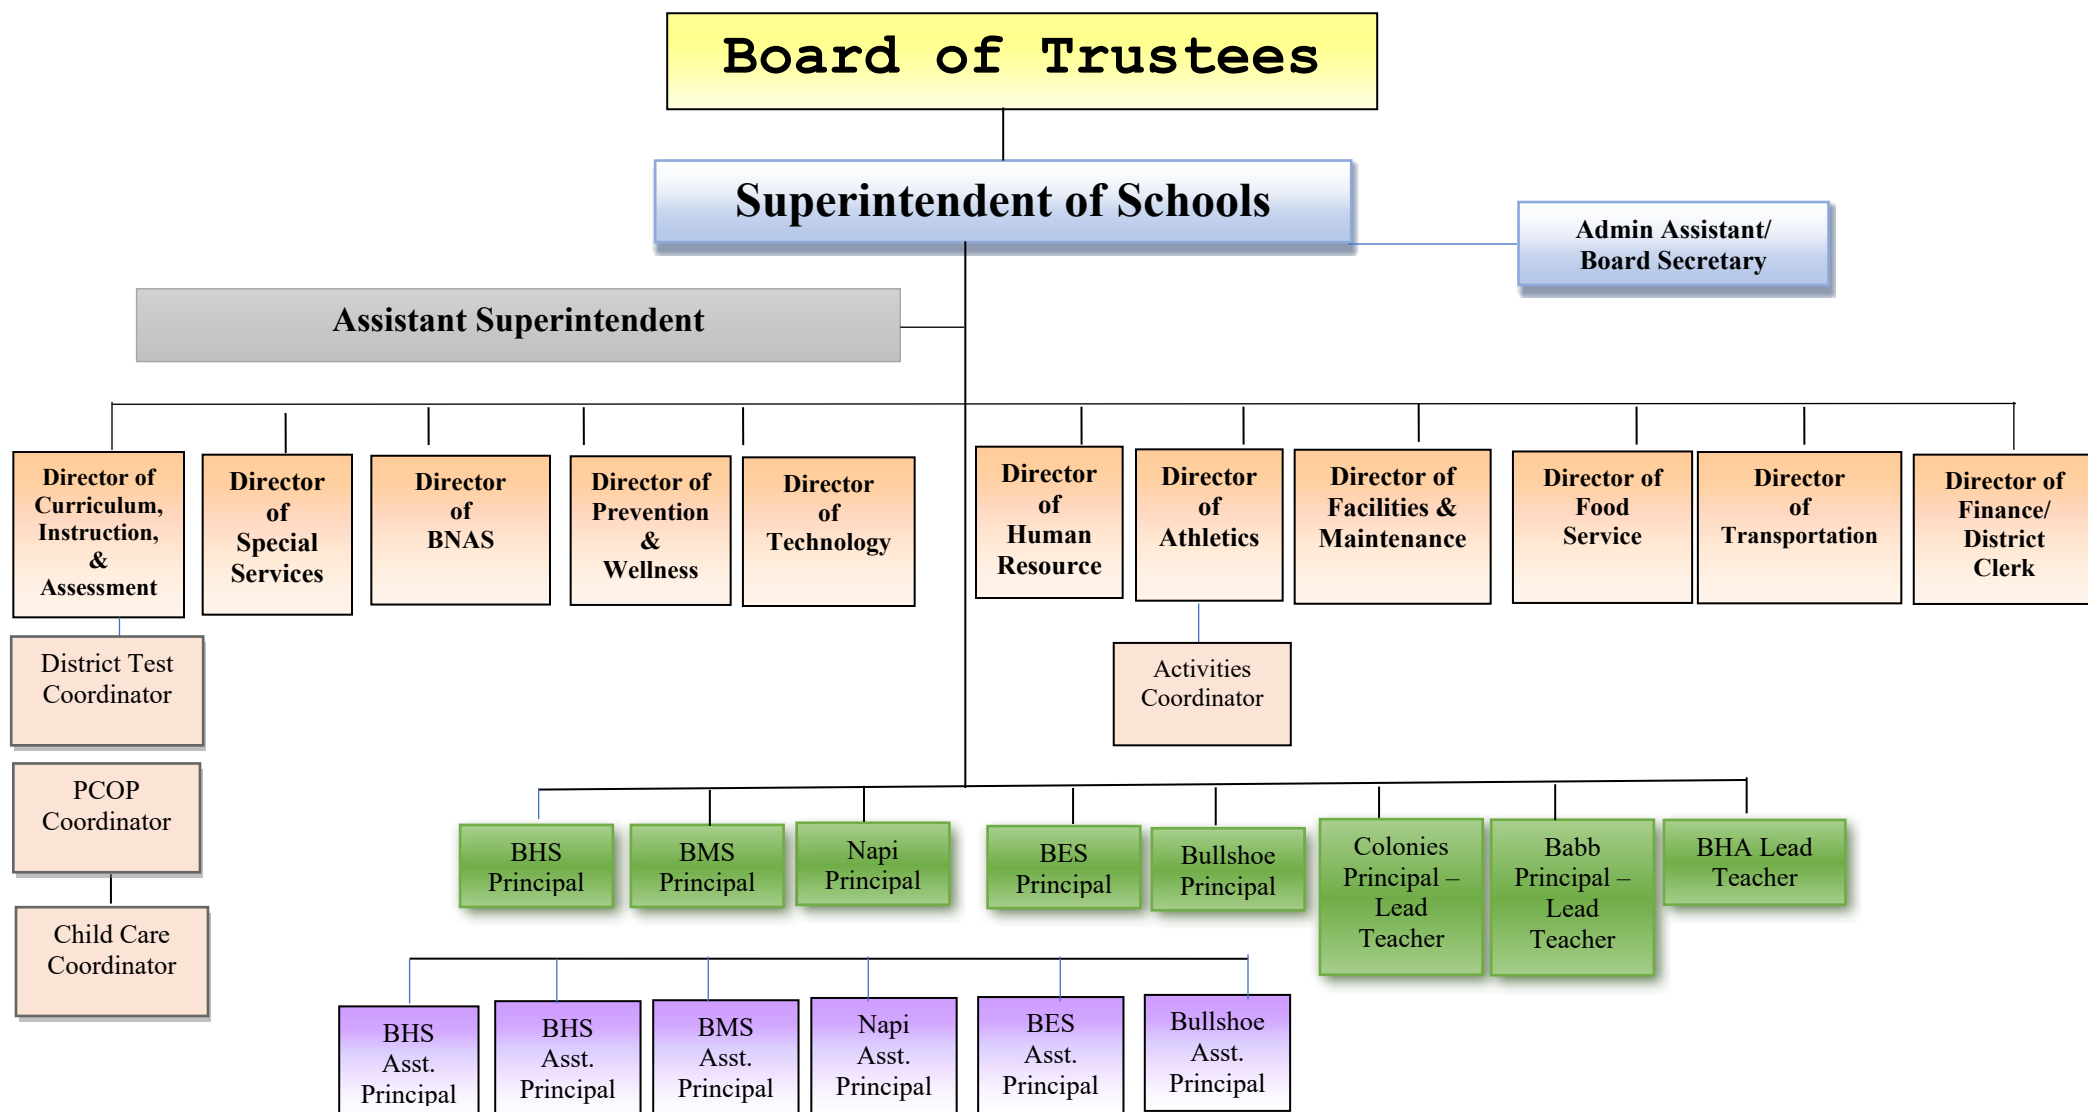 Board of Trustees
Superintendent of Schools
Admin Assistant/
Board Secretary
Assistant Superintendent
Director of
Curriculum,
Instruction,
&
Assessment
Director
of
Special
Services
Director
of
BNAS
Director of
Prevention
&
Wellness
Director
of
Technology
Director
of
Human
Resource
Director
of
Athletics
Director of
Facilities &
Maintenance
Director of
Food
Service
Director
of
Transportation
Director of
Finance/
District
Clerk
District Test
Coordinator
Activities
Coordinator
PCOP
Coordinator
Child Care
Coordinator
BHS
Principal
BMS
Principal
Napi
Principal
BES
Principal
Bullshoe
Principal
Colonies
Principal –
Lead
Teacher
Babb
Principal –
Lead
Teacher
BHA Lead
Teacher
BHS
Asst.
Principal
BHS
Asst.
Principal
BMS
Asst.
Principal
Napi
Asst.
Principal
BES
Asst.
Principal
Bullshoe
Asst.
Principal